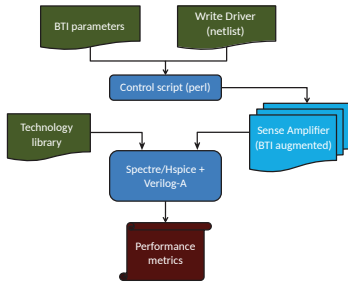 BTI parameters
Write Driver
(netlist)
Control script (perl)
Technology
library
Sense Amplifier
(BTI augmented)
Spectre/Hspice +
Verilog-A
Performance
metrics